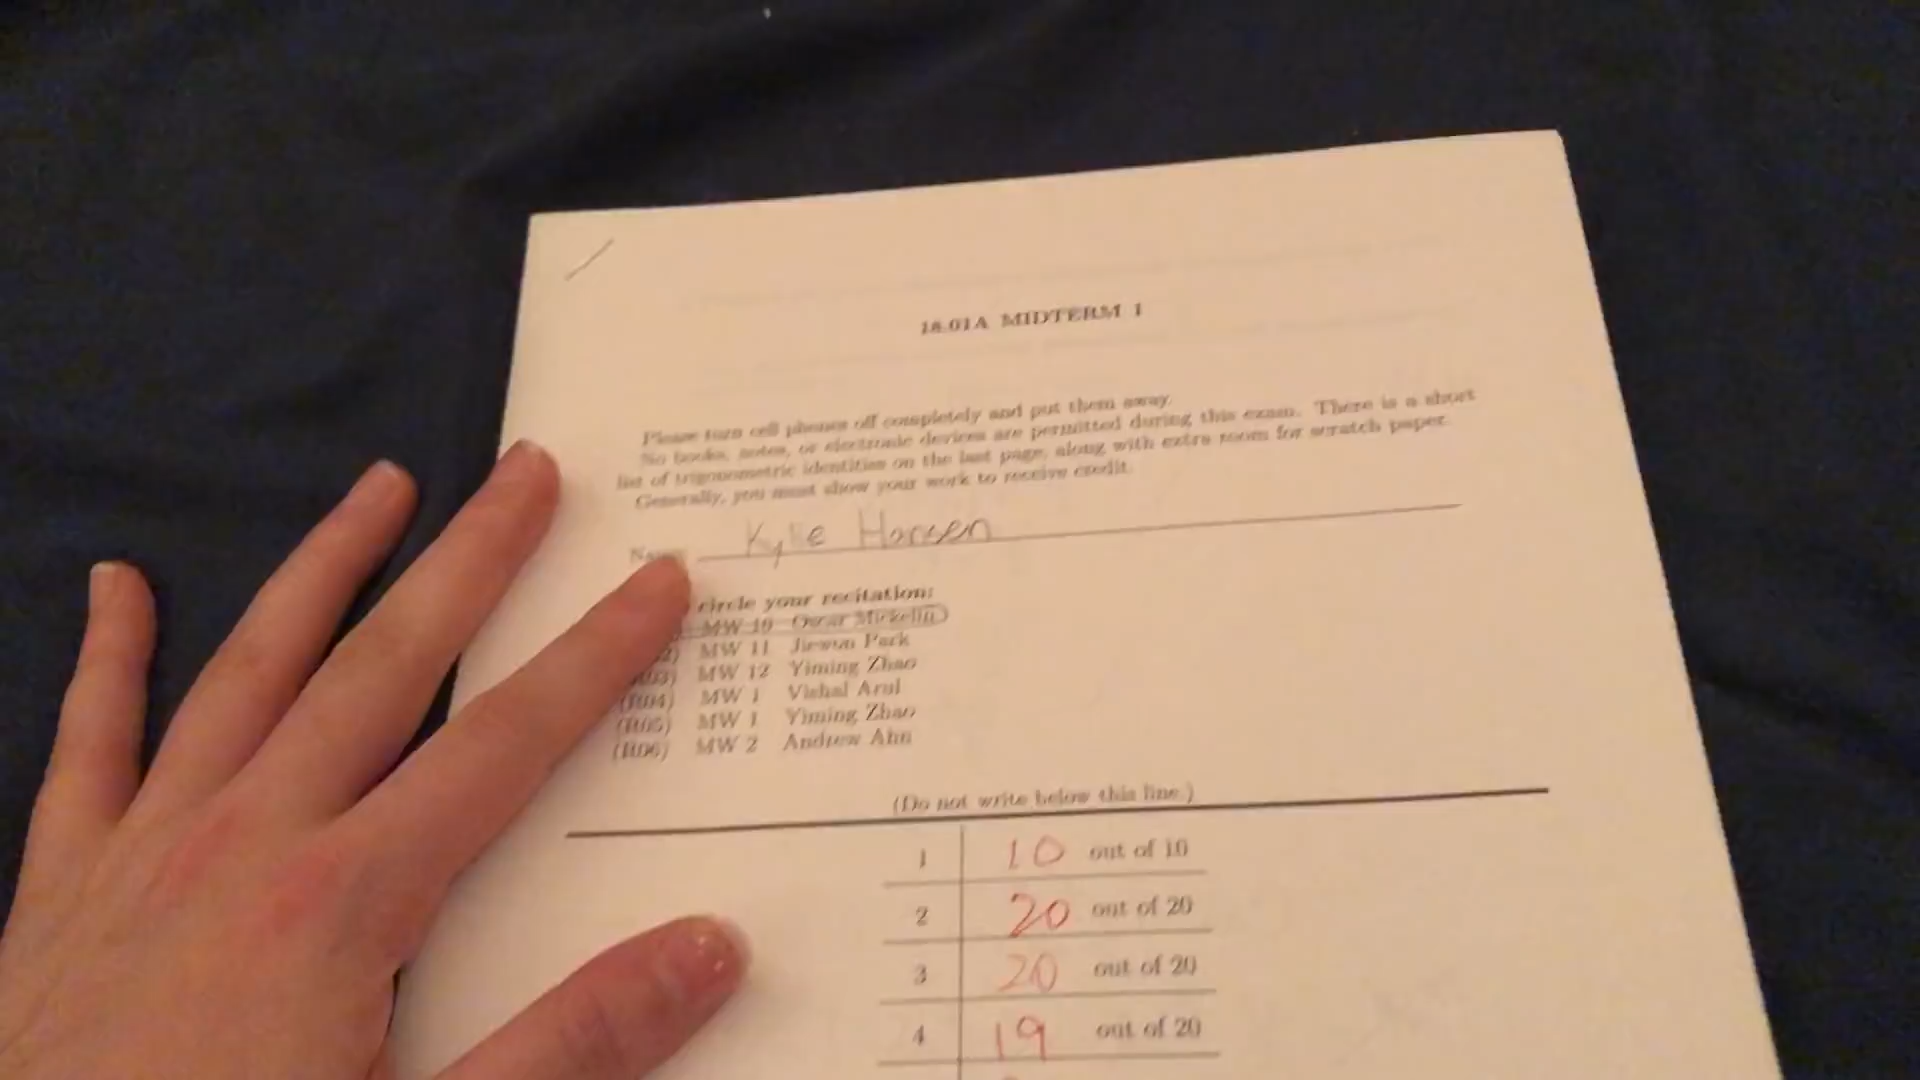 18.01A MIDTERM 1
Please turn cell phones off completely and put them away.
No books, notes, or electronic devices are permitted during this exam. There is a short
list of trigonometric identities on the last page, along with extra room for scratch paper.
Generally, you must show your work to receive credit.
Kylie Hansen
circle your recitation:
MW 10 Oscar Mickelin
MW 11 Jiewon Park
(R03) MW 12 Yiming Zhao
(R04) MW 1 Vishal Arul
(R05) MW 1 Yiming Zhao
(R06) MW 2 Andrew Ahn
(Do not write below this line.)
1 10 out of 10
2 20 out of 20
3 20 out of 20
4 19 out of 20